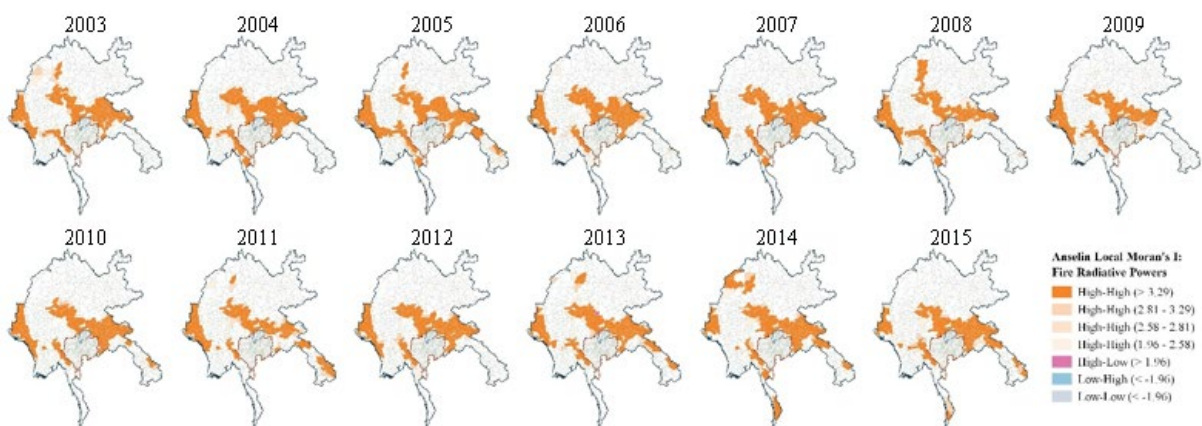 2003 2004 2005 2006 2007 2008 2009
2010 2011 2012 2013 2014 2015
Anselin Local Moran's I:
Fire Radiative Powers
High-High (> 3.29)
High-High (2.81 - 3.29)
High-High (2.58 - 2.81)
High-High (1.96 - 2.58)
High-Low (> 1.96)
Low-High (< -1.96)
Low-Low (< -1.96)